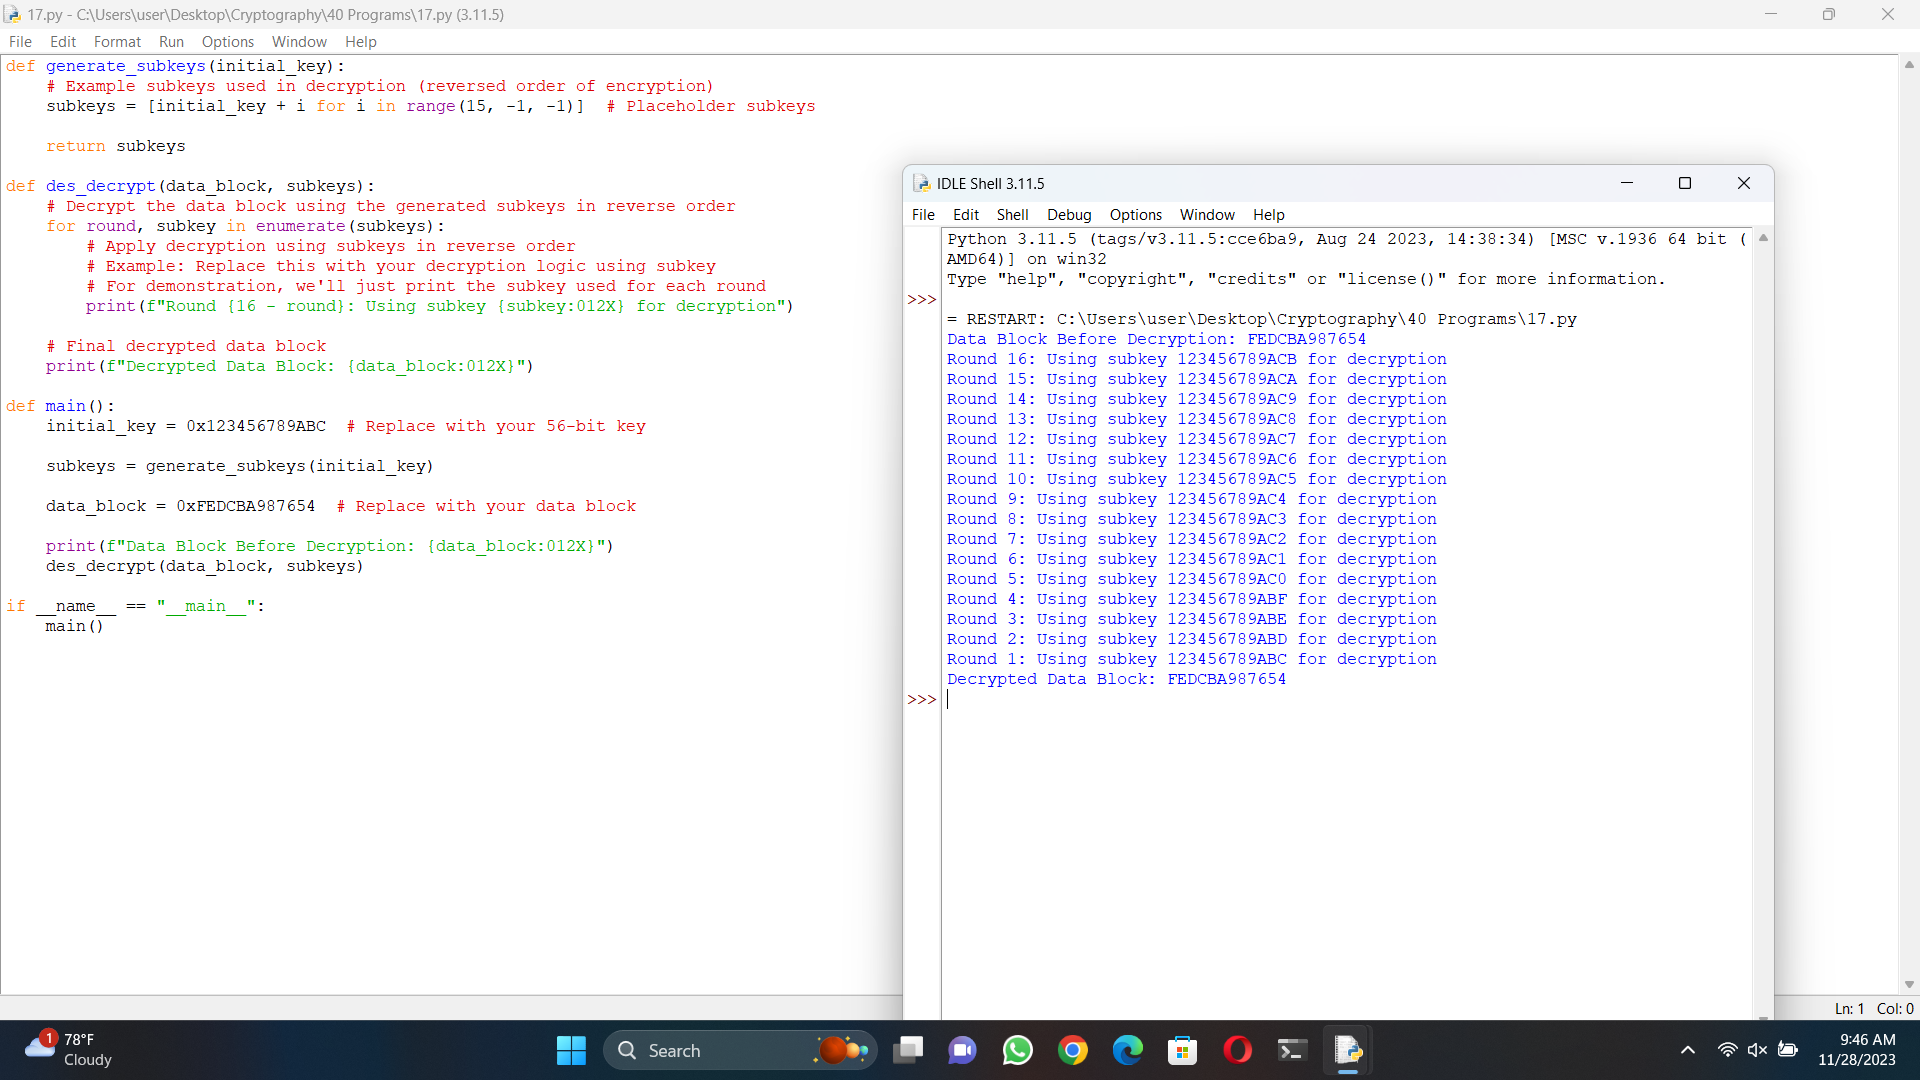 17.py - C:\Users\user\Desktop\Cryptography\40 Programs\17.py (3.11.5)
File Edit Format Run Options Window Help
def generate_subkeys(initial_key):
    # Example subkeys used in decryption (reversed order of encryption)
    subkeys = [initial_key + i for i in range(15, -1, -1)]  # Placeholder subkeys
    return subkeys
def des_decrypt(data_block, subkeys):
    # Decrypt the data block using the generated subkeys in reverse order
    for round, subkey in enumerate(subkeys):
        # Apply decryption using subkeys in reverse order
        # Example: Replace this with your decryption logic using subkey
        # For demonstration, we'll just print the subkey used for each round
        print(f"Round {16 - round}: Using subkey {subkey:012X} for decryption")
    # Final decrypted data block
    print(f"Decrypted Data Block: {data_block:012X}")
def main():
    initial_key = 0x123456789ABC  # Replace with your 56-bit key
    subkeys = generate_subkeys(initial_key)
    data_block = 0xFEDCBA987654  # Replace with your data block
    print(f"Data Block Before Decryption: {data_block:012X}")
    des_decrypt(data_block, subkeys)
if __name__ == "__main__":
    main()
IDLE Shell 3.11.5
File Edit Shell Debug Options Window Help
Python 3.11.5 (tags/v3.11.5:cce6ba9, Aug 24 2023, 14:38:34) [MSC v.1936 64 bit (
AMD64)] on win32
Type "help", "copyright", "credits" or "license()" for more information.
>>>
= RESTART: C:\Users\user\Desktop\Cryptography\40 Programs\17.py
Data Block Before Decryption: FEDCBA987654
Round 16: Using subkey 123456789ACB for decryption
Round 15: Using subkey 123456789ACA for decryption
Round 14: Using subkey 123456789AC9 for decryption
Round 13: Using subkey 123456789AC8 for decryption
Round 12: Using subkey 123456789AC7 for decryption
Round 11: Using subkey 123456789AC6 for decryption
Round 10: Using subkey 123456789AC5 for decryption
Round 9: Using subkey 123456789AC4 for decryption
Round 8: Using subkey 123456789AC3 for decryption
Round 7: Using subkey 123456789AC2 for decryption
Round 6: Using subkey 123456789AC1 for decryption
Round 5: Using subkey 123456789AC0 for decryption
Round 4: Using subkey 123456789ABF for decryption
Round 3: Using subkey 123456789ABE for decryption
Round 2: Using subkey 123456789ABD for decryption
Round 1: Using subkey 123456789ABC for decryption
Decrypted Data Block: FEDCBA987654
>>>
Ln: 1 Col: 0
1
78°F
Cloudy
Search
9:46 AM
11/28/2023